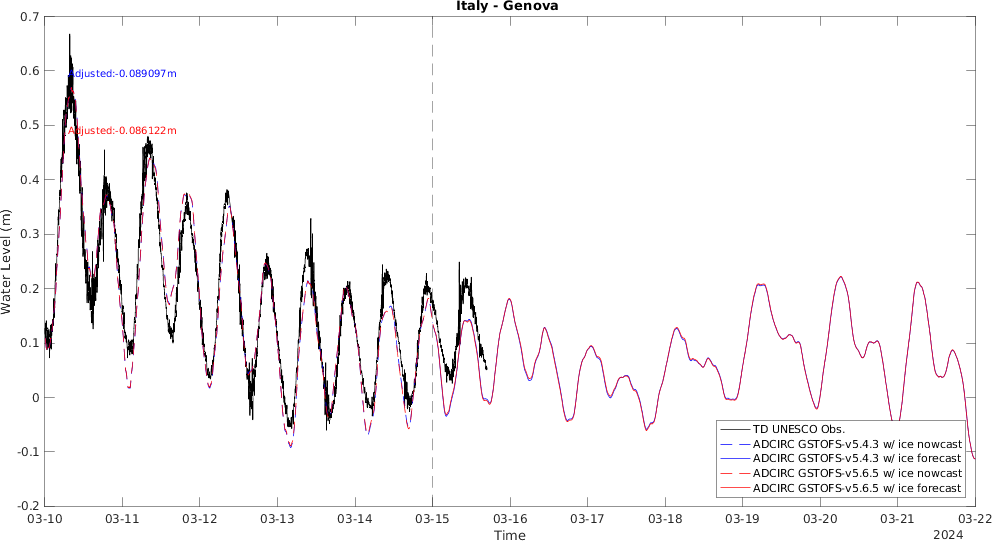 Italy - Genova
0.7
0.6
0.5
0.4
0.3
0.2
0.1
0
-0.1
-0.2
Water Level (m)
Adjusted:-0.089097m
Adjusted:-0.086122m
TD UNESCO Obs.
ADCIRC GSTOFS-v5.4.3 w/ ice nowcast
ADCIRC GSTOFS-v5.4.3 w/ ice forecast
ADCIRC GSTOFS-v5.6.5 w/ ice nowcast
ADCIRC GSTOFS-v5.6.5 w/ ice forecast
03-10 03-11 03-12 03-13 03-14 03-15 03-16 03-17 03-18 03-19 03-20 03-21 03-22
Time
2024